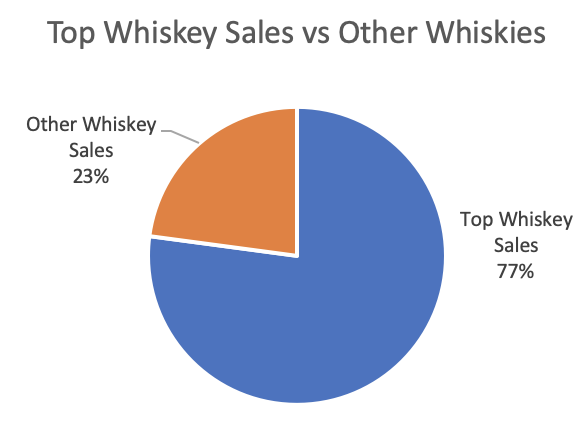 Top Whiskey Sales vs Other Whiskies
Other Whiskey
Sales
23%
Top Whiskey
Sales
77%